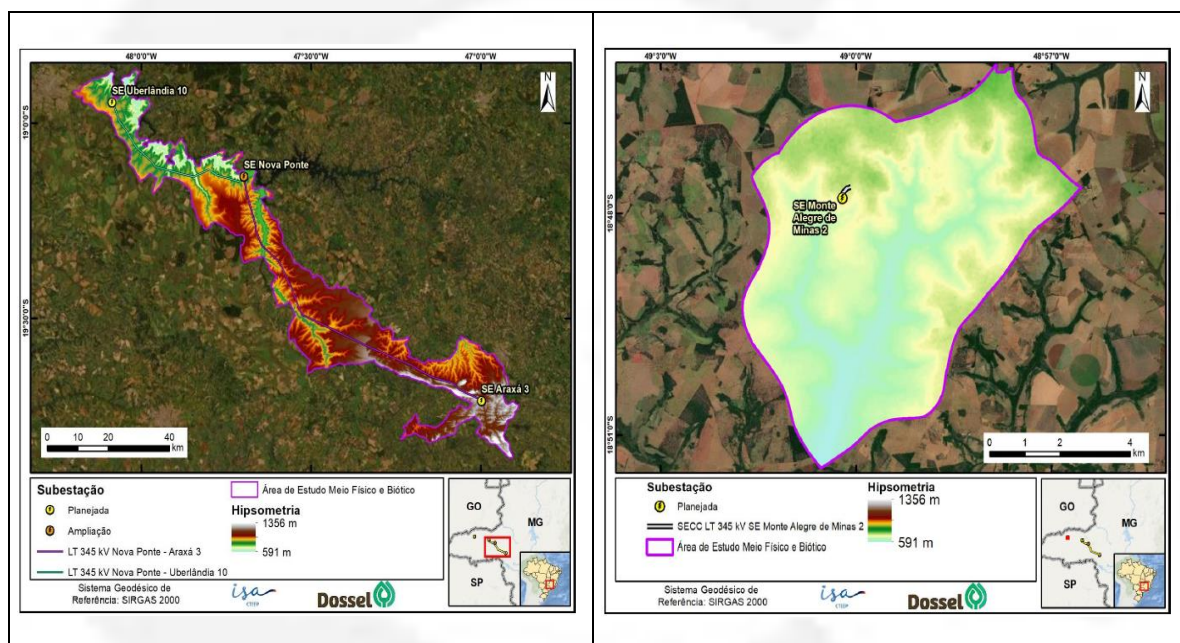 48°0'0"W
47°30'0"W
47°0'0"W
19°0'0"S
19°30'0"S
N
SE Uberlândia 10
SE Nova Ponte
SE Araxá 3
0 10 20 40
km
Subestação
Planejada
Ampliação
LT 345 kV Nova Ponte - Araxá 3
LT 345 kV Nova Ponte - Uberlândia 10
Área de Estudo Meio Físico e Biótico
Hipsometria
1356 m
591 m
GO
MG
SP
Sistema Geodésico de
Referência: SIRGAS 2000
isa
CTEEP
Dossel
49°3'0"W
49°0'0"W
48°57'0"W
18°48'0"S
18°51'0"S
N
SE Monte
Alegre de
Minas 2
0 1 2 4
km
Subestação
Planejada
SECC LT 345 kV SE Monte Alegre de Minas 2
Área de Estudo Meio Físico e Biótico
Hipsometria
1356 m
591 m
GO
MG
SP
Sistema Geodésico de
Referência: SIRGAS 2000
isa
CTEEP
Dossel